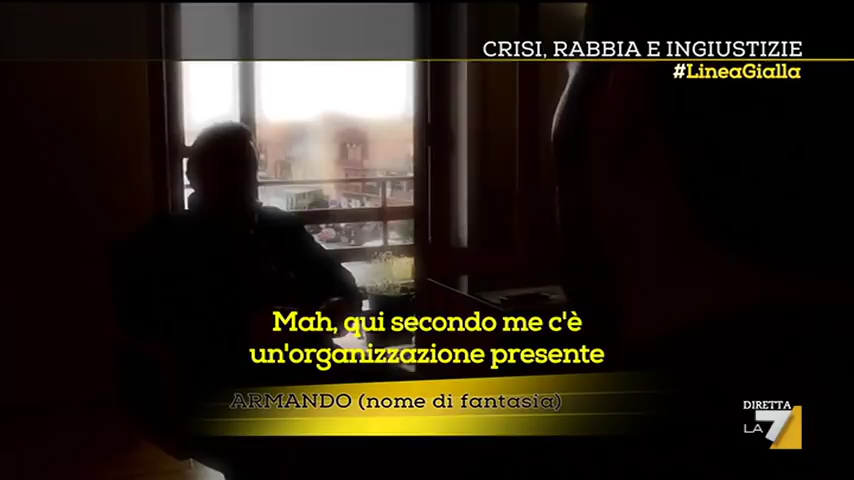 CRISI, RABBIA E INGIUSTIZIE
#LineaGialla
Mah, qui secondo me c'è
un'organizzazione presente
ARMANDO (nome di fantasia)
DIRETTA
LA 7